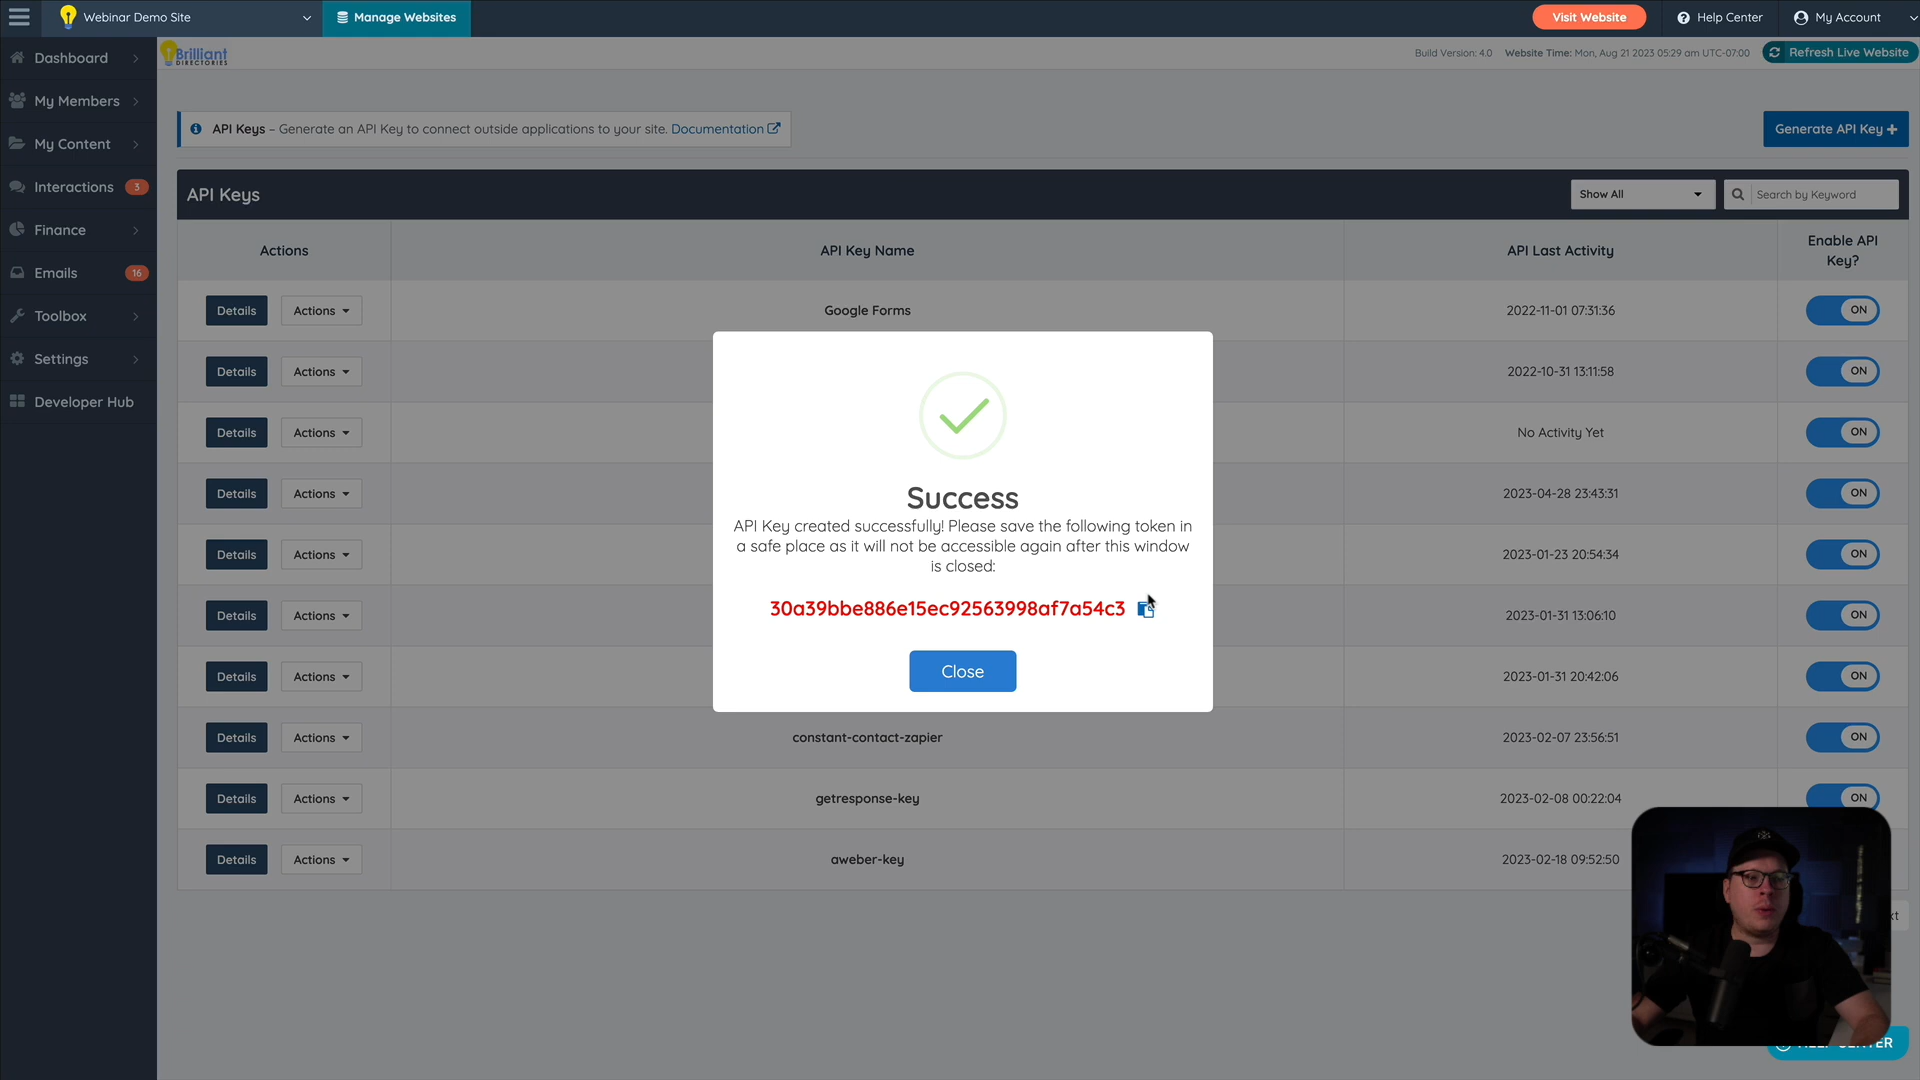 Webinar Demo Site
Manage Websites
Visit Website
Help Center
My Account
Dashboard
My Members
My Content
Interactions 3
Finance
Emails 16
Toolbox
Settings
Developer Hub
Brilliant
DIRECTORIES
Build Version: 4.0 Website Time: Mon, Aug 21 2023 05:29 am UTC-07:00
Refresh Live Website
API Keys – Generate an API Key to connect outside applications to your site. Documentation
Generate API Key +
API Keys
Show All
Search by Keyword
Actions API Key Name API Last Activity Enable API Key?
Details Actions Google Forms 2022-11-01 07:31:36 ON
Details Actions 2022-10-31 13:11:58 ON
Details Actions No Activity Yet ON
Details Actions 2023-04-28 23:43:31 ON
Details Actions 2023-01-23 20:54:34 ON
Details Actions 2023-01-31 13:06:10 ON
Details Actions 2023-01-31 20:42:06 ON
Details Actions constant-contact-zapier 2023-02-07 23:56:51 ON
Details Actions getresponse-key 2023-02-08 00:22:04 ON
Details Actions aweber-key 2023-02-18 09:52:50
Success
API Key created successfully! Please save the following token in
a safe place as it will not be accessible again after this window
is closed:
30a39bbe886e15ec92563998af7a54c3
Close